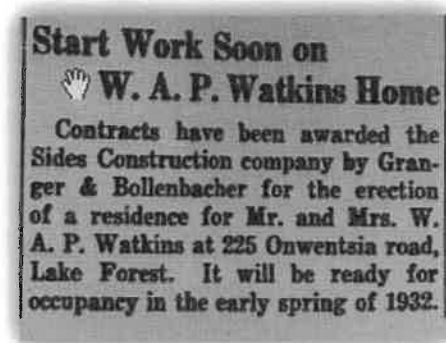 Start Work Soon on
W. A. P. Watkins Home
Contracts have been awarded the
Sides Construction company by Gran-
ger & Bollenbacher for the erection
of a residence for Mr. and Mrs. W.
A. P. Watkins at 225 Onwentsia road,
Lake Forest. It will be ready for
occupancy in the early spring of 1932.